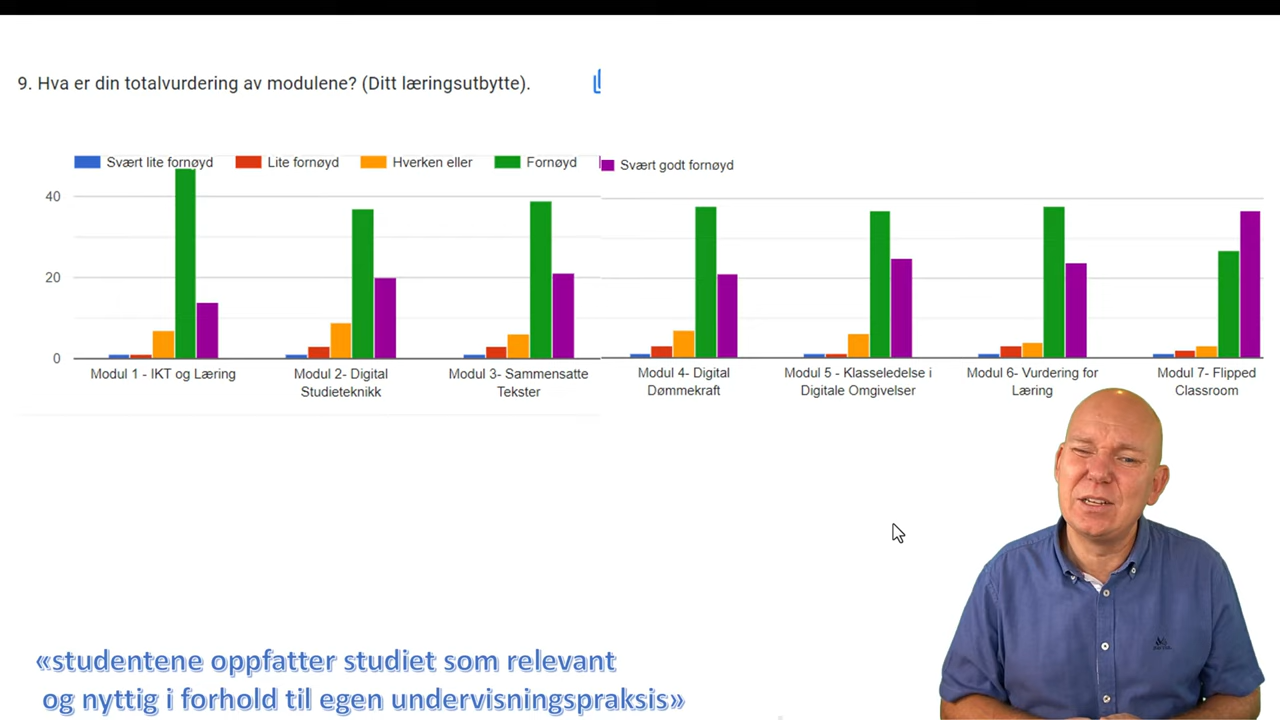 9. Hva er din totalvurdering av modulene? (Ditt læringsutbytte).
Svært lite fornøyd Lite fornøyd Hverken eller Fornøyd Svært godt fornøyd
40
20
0
Modul 1 - IKT og Læring
Modul 2- Digital
Studieteknikk
Modul 3- Sammensatte
Tekster
Modul 4- Digital
Dømmekraft
Modul 5 - Klasseledelse i
Digitale Omgivelser
Modul 6- Vurdering for
Læring
Modul 7- Flipped
Classroom
«studentene oppfatter studiet som relevant
og nyttig i forhold til egen undervisningspraksis»